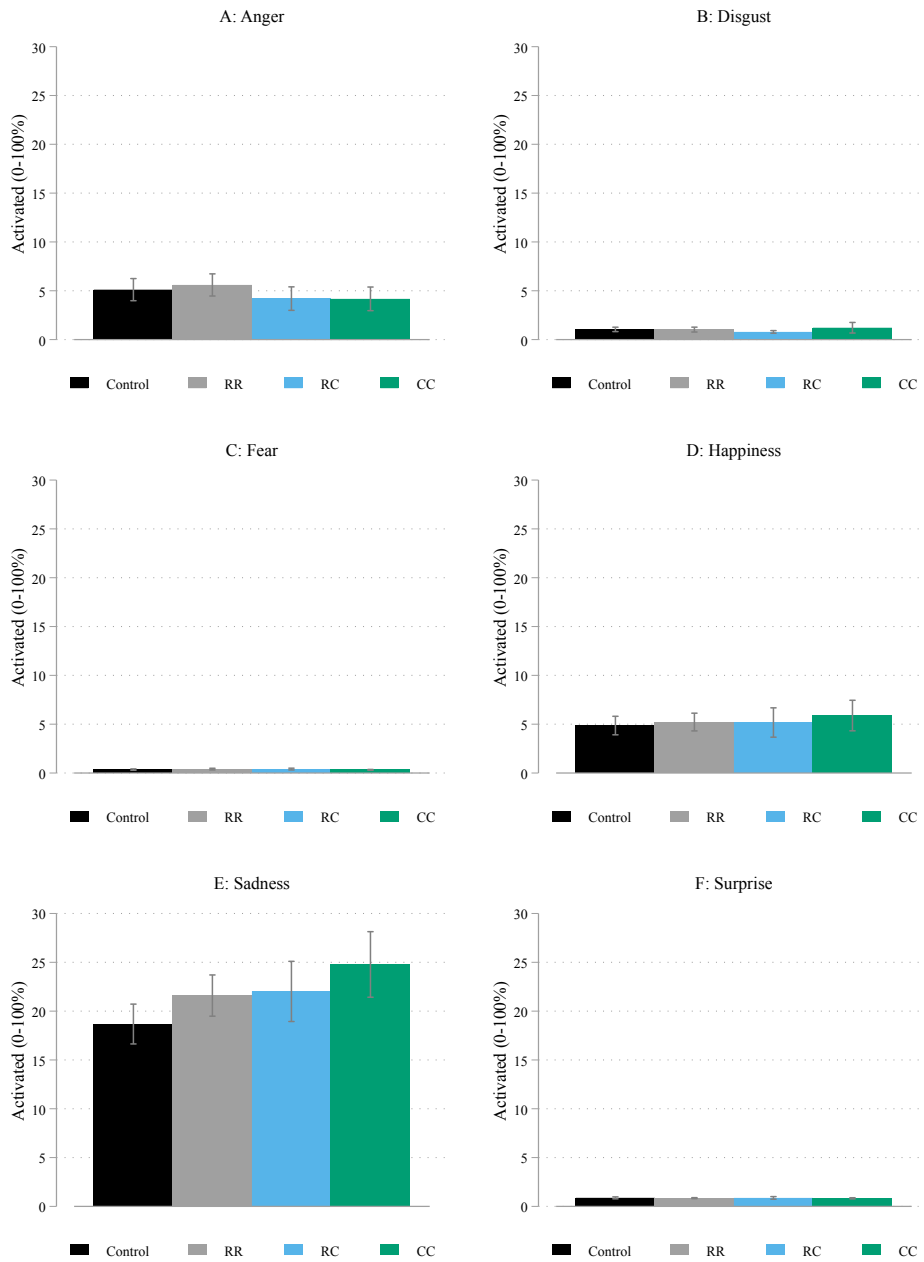 A: Anger
Activated (0-100%)
30
25
20
15
10
5
0
Control RR RC CC
B: Disgust
Activated (0-100%)
30
25
20
15
10
5
0
Control RR RC CC
C: Fear
Activated (0-100%)
30
25
20
15
10
5
0
Control RR RC CC
D: Happiness
Activated (0-100%)
30
25
20
15
10
5
0
Control RR RC CC
E: Sadness
Activated (0-100%)
30
25
20
15
10
5
0
Control RR RC CC
F: Surprise
Activated (0-100%)
30
25
20
15
10
5
0
Control RR RC CC